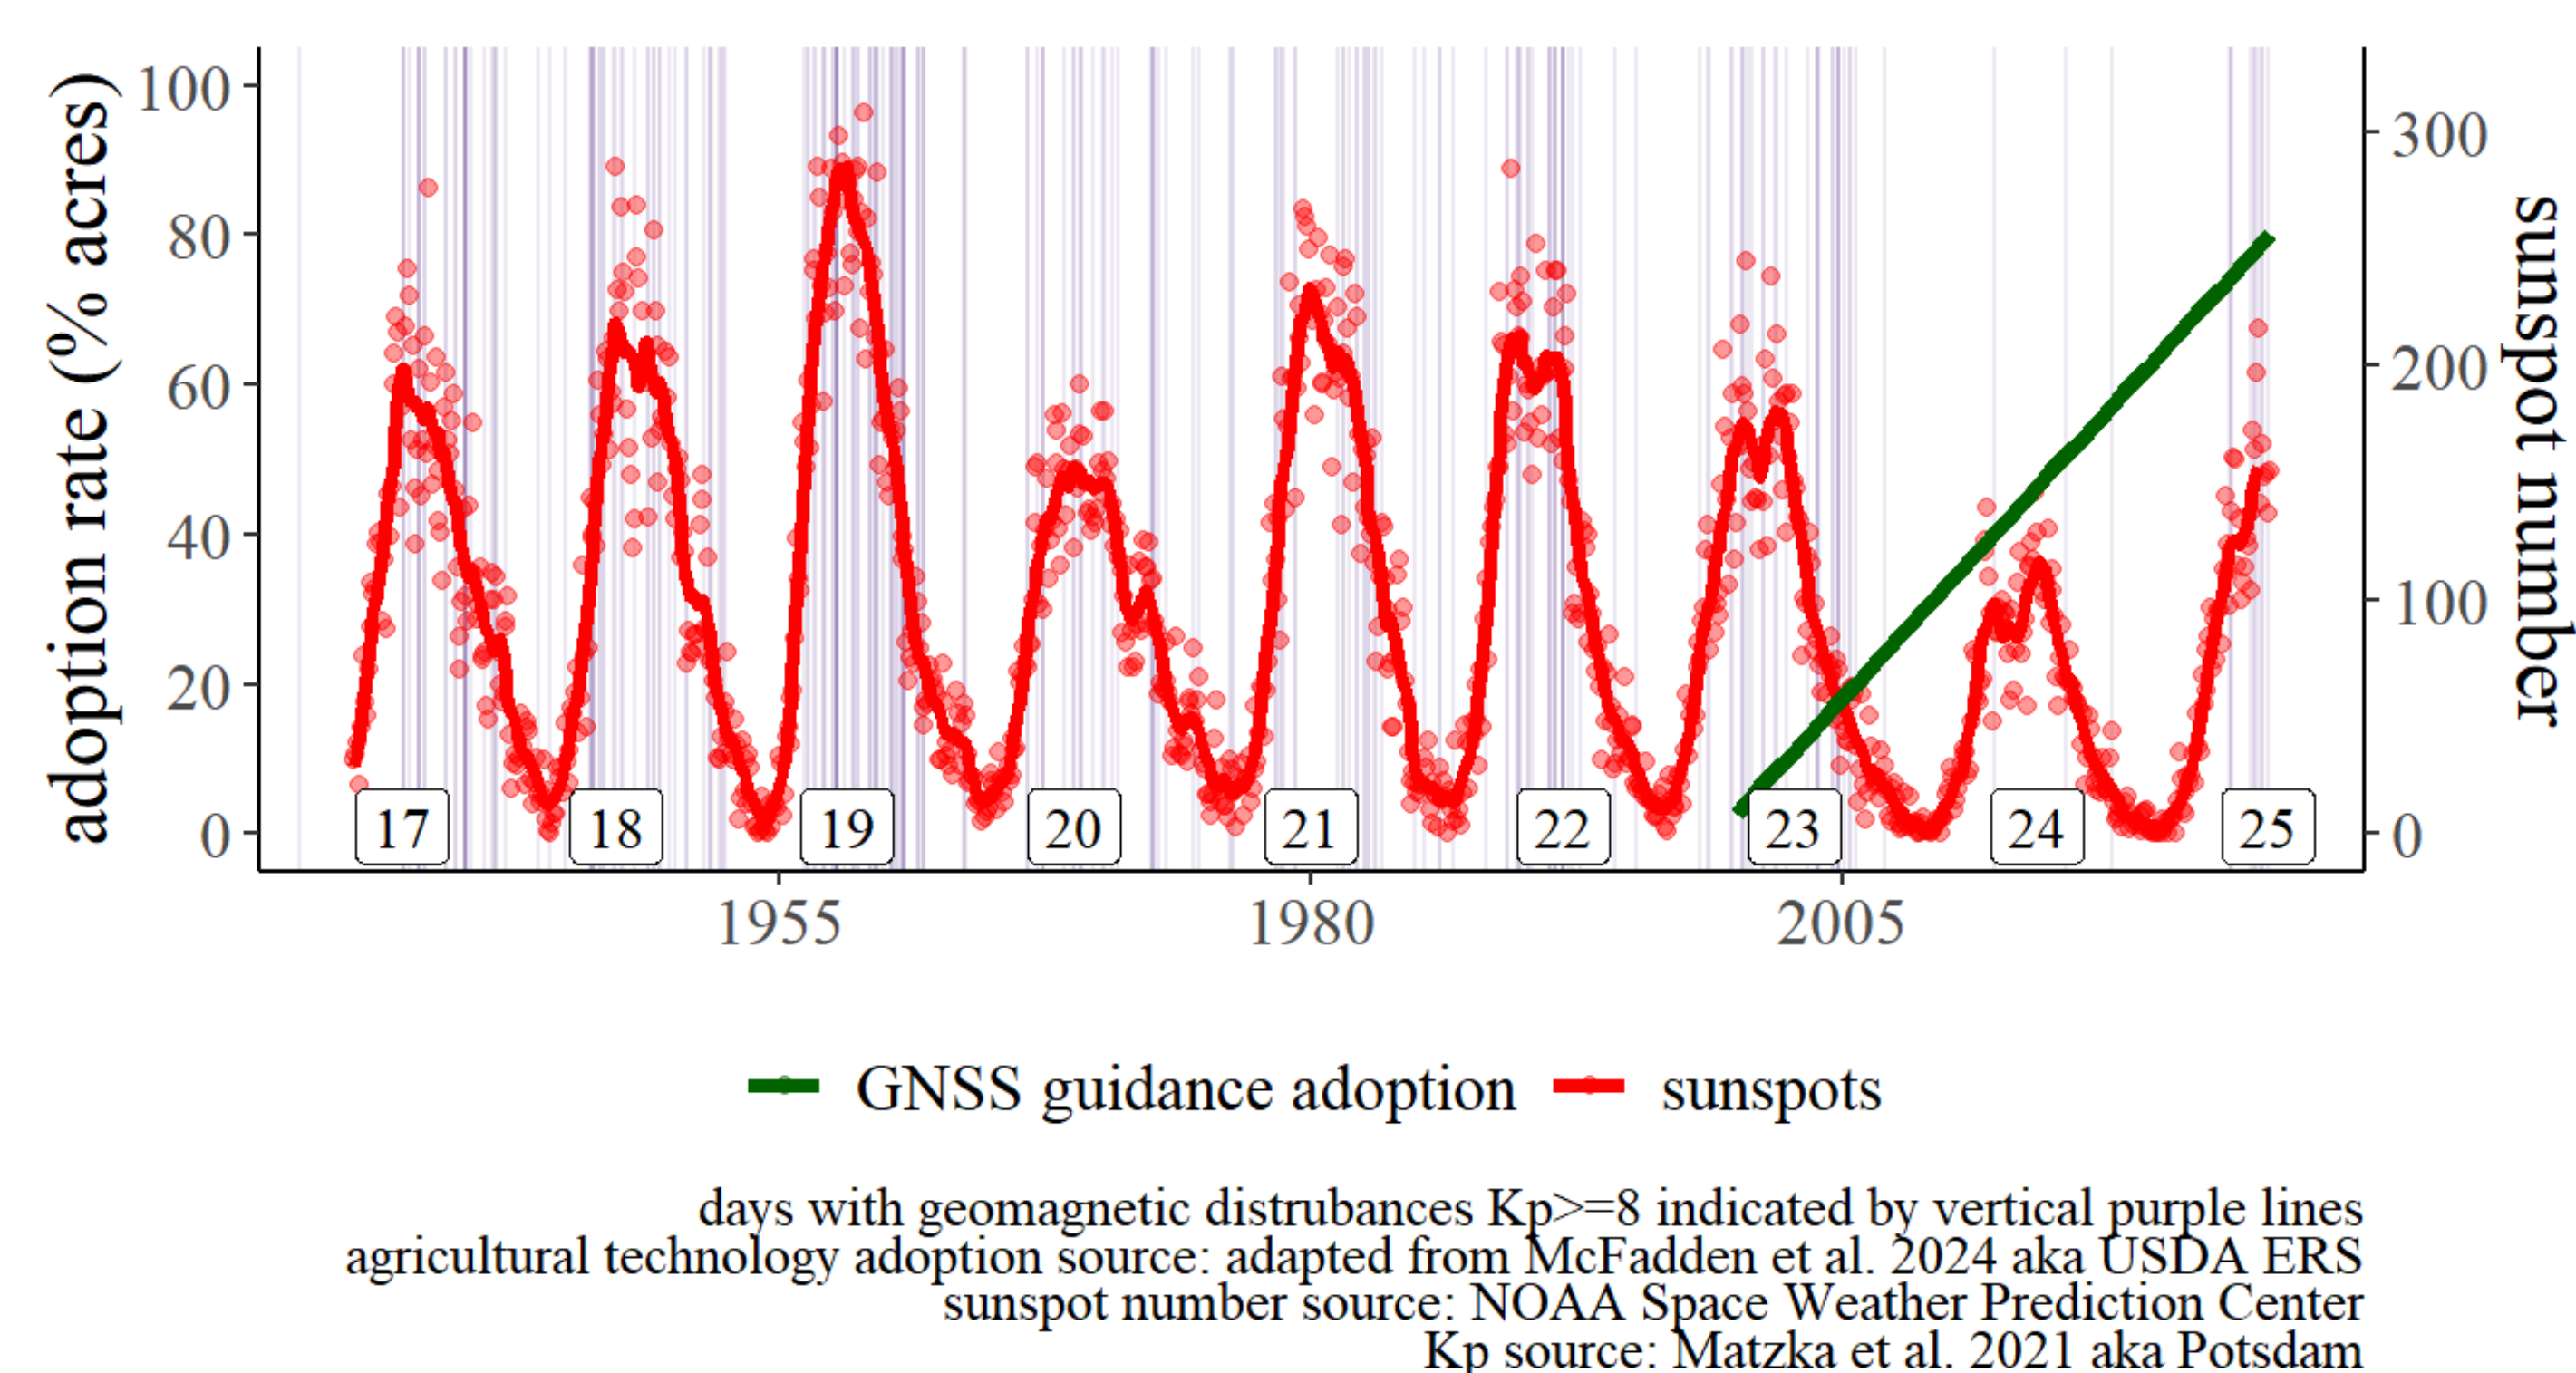 adoption rate (% acres)
100
80
60
40
20
0
300
200
100
0
sunspot number
17 18 19 20 21 22 23 24 25
1955 1980 2005
GNSS guidance adoption sunspots
days with geomagnetic distrubances Kp>=8 indicated by vertical purple lines
agricultural technology adoption source: adapted from McFadden et al. 2024 aka USDA ERS
sunspot number source: NOAA Space Weather Prediction Center
Kp source: Matzka et al. 2021 aka Potsdam